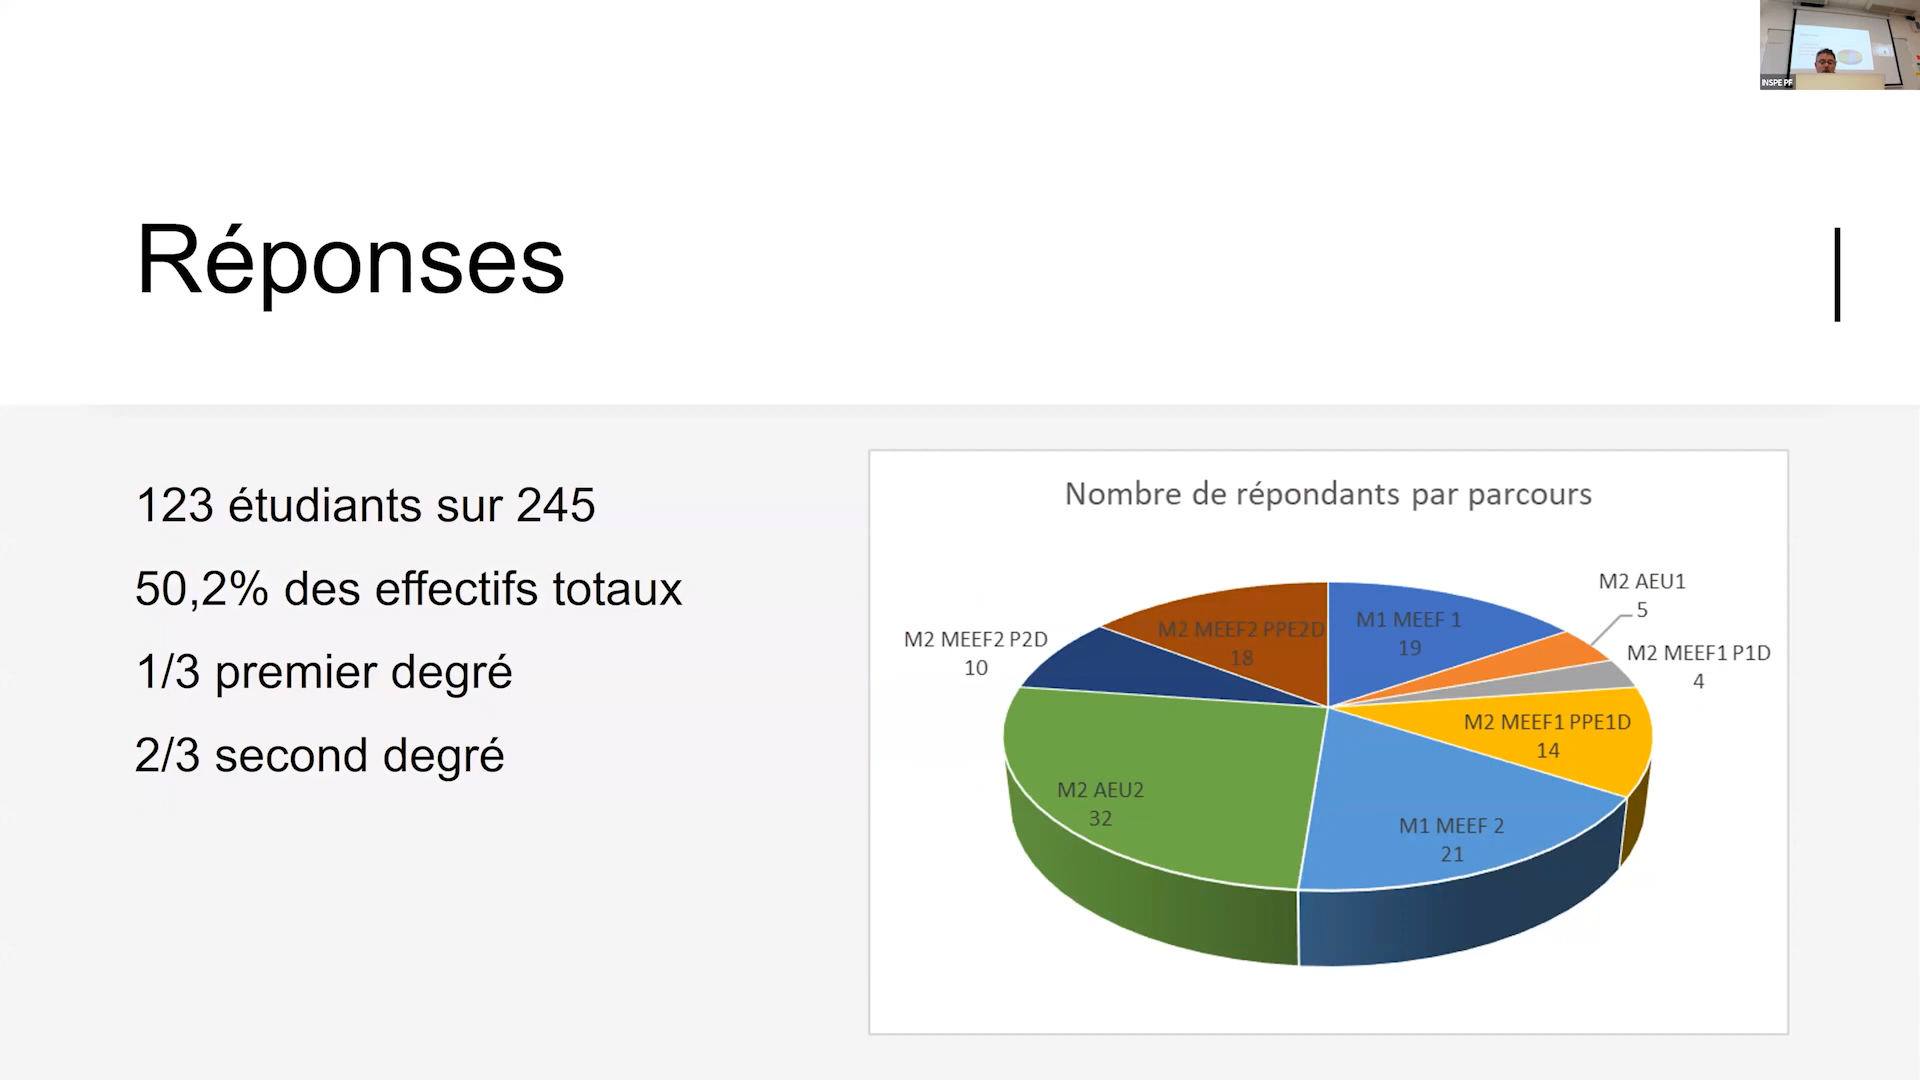 INSPE PF
Réponses
123 étudiants sur 245
50,2% des effectifs totaux
1/3 premier degré
2/3 second degré
Nombre de répondants par parcours
M1 MEEF 1
19
M2 AEU1
5
M2 MEEF1 P1D
4
M2 MEEF1 PPE1D
14
M1 MEEF 2
21
M2 AEU2
32
M2 MEEF2 P2D
10
M2 MEEF2 PPE2D
18